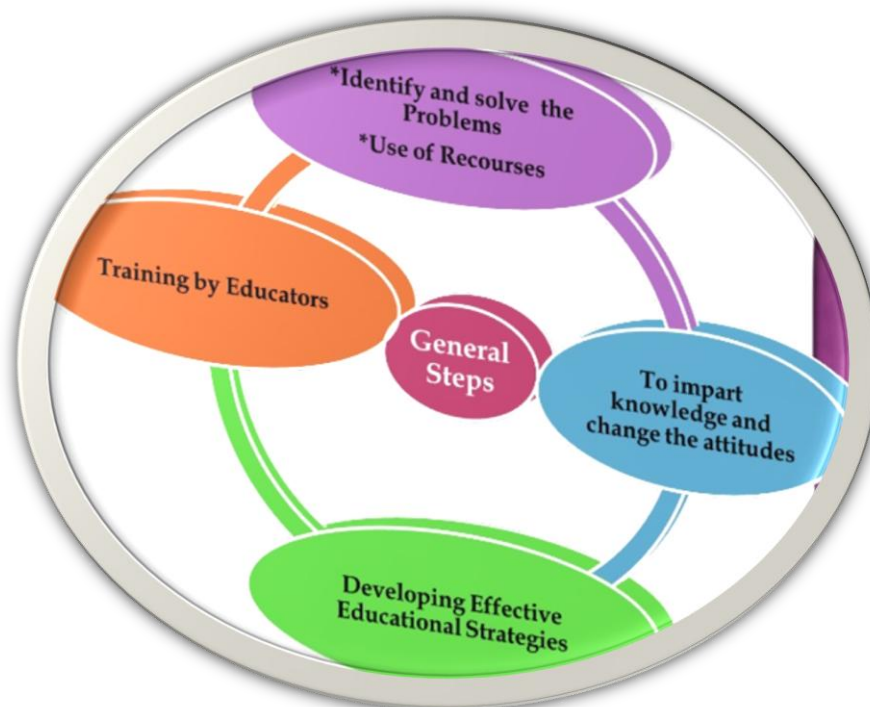 *Identify and solve the
Problems
*Use of Recourses
Training by Educators
General
Steps
To impart
knowledge and
change the attitudes
Developing Effective
Educational Strategies